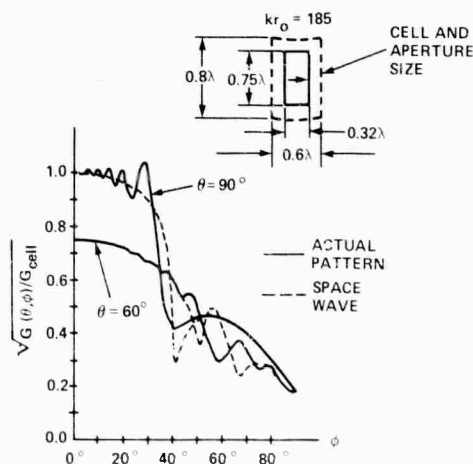 kr₀ = 185
CELL AND
APERTURE
SIZE
0.8λ
0.75λ
0.32λ
0.6λ
θ=90°
θ=60°
ACTUAL
PATTERN
SPACE
WAVE
√G(θ,φ)/Gcell
1.0
0.8
0.6
0.4
0.2
0.0
0° 20° 40° 60° 80° φ